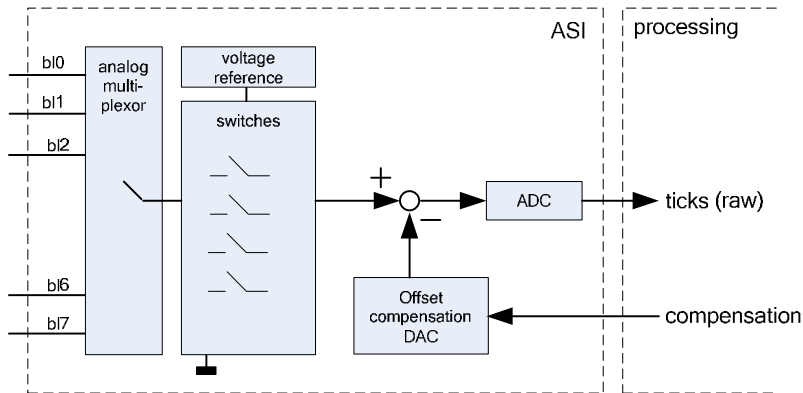 ASI
processing
bl0
bl1
bl2
bl6
bl7
analog
multi-
plexor
voltage
reference
switches
+
−
ADC
ticks (raw)
Offset
compensation
DAC
compensation